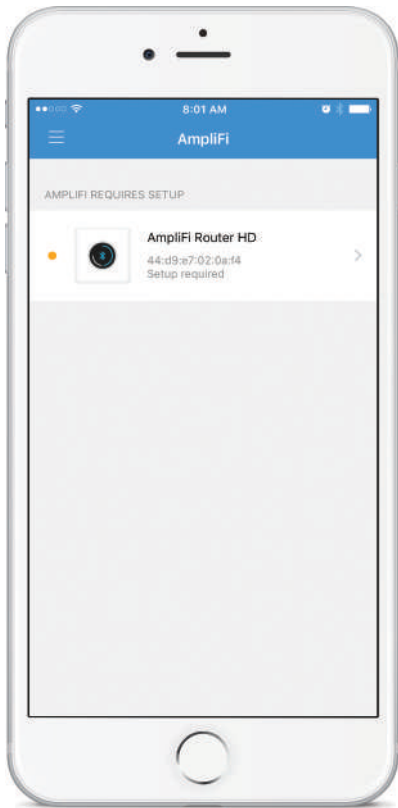 8:01 AM
AmpliFi
AMPLIFI REQUIRES SETUP
AmpliFi Router HD
44:d9:e7:02:0a:f4
Setup required